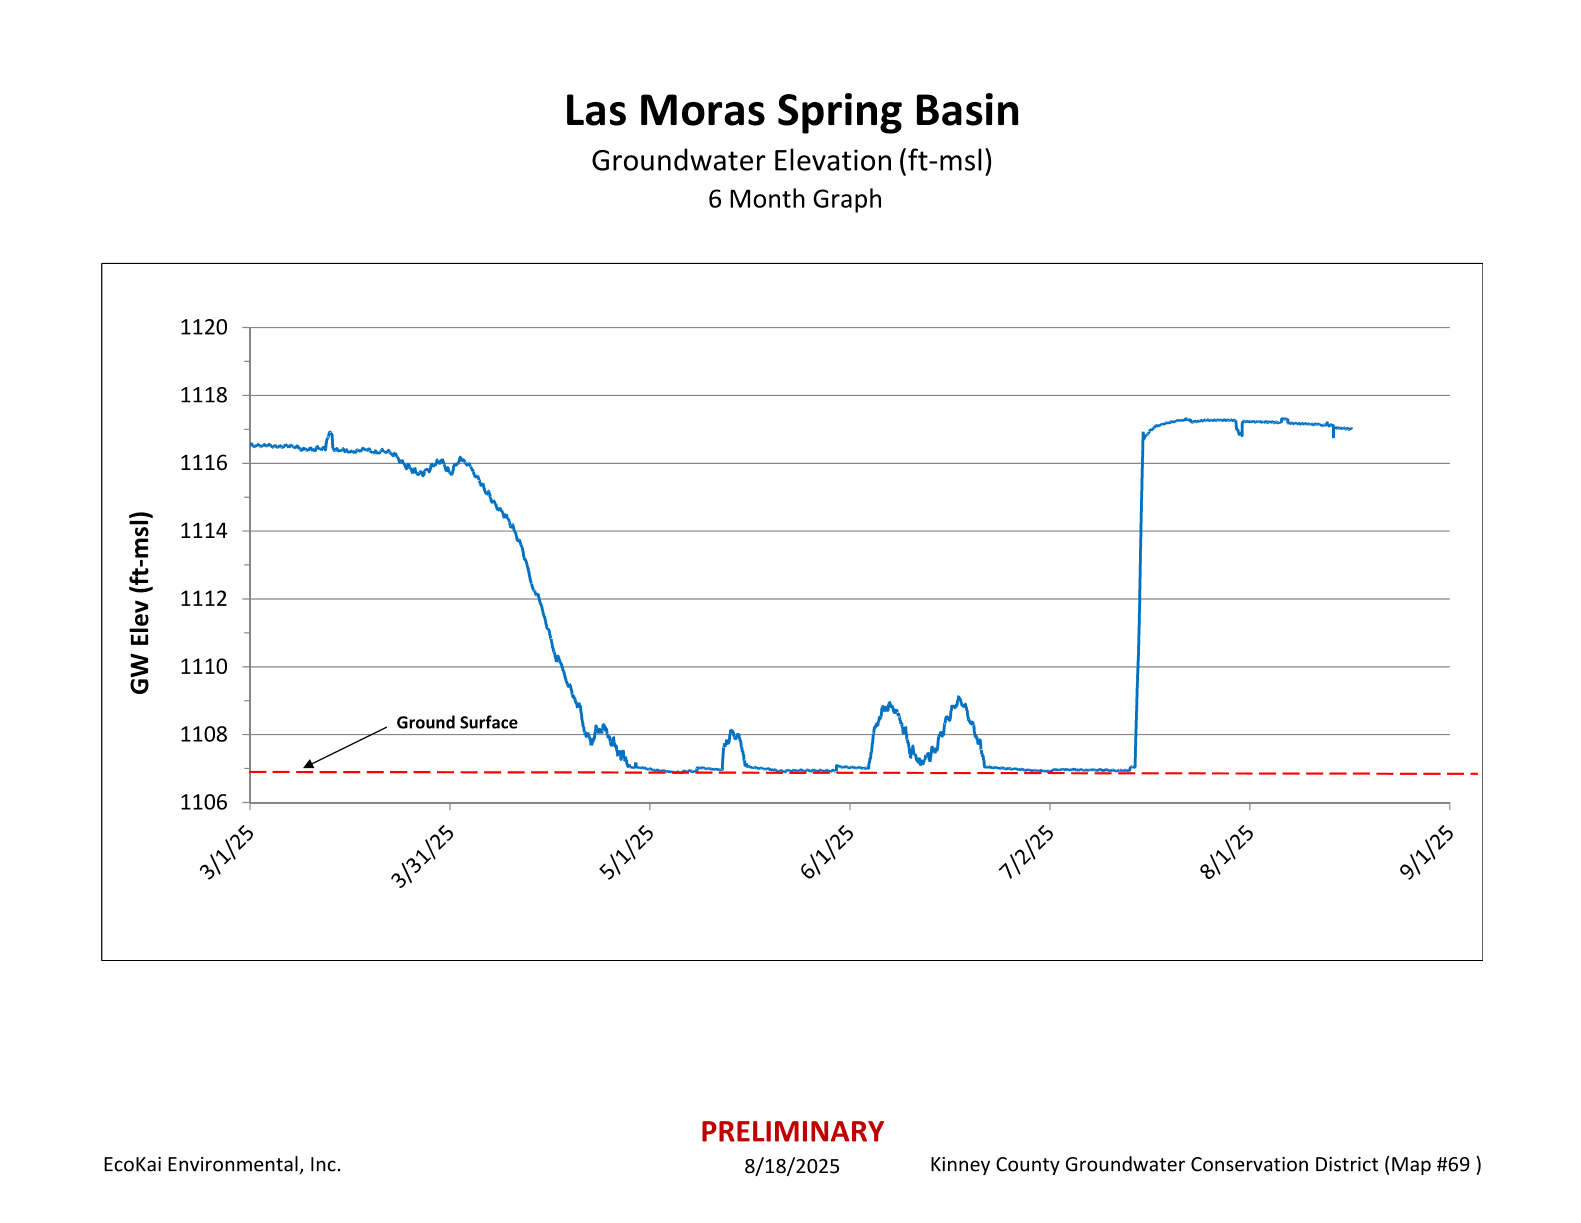 Las Moras Spring Basin
Groundwater Elevation (ft-msl)
6 Month Graph
1120
1118
1116
1114
1112
1110
1108
1106
GW Elev (ft-msl)
Ground Surface
3/1/25
3/31/25
5/1/25
6/1/25
7/2/25
8/1/25
9/1/25
PRELIMINARY
EcoKai Environmental, Inc.
8/18/2025
Kinney County Groundwater Conservation District (Map #69 )